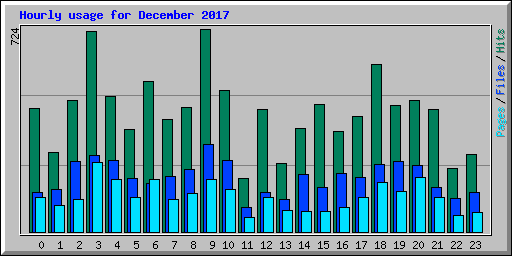 Hourly usage for December 2017
724
Pages / Files / Hits
0 1 2 3 4 5 6 7 8 9 10 11 12 13 14 15 16 17 18 19 20 21 22 23